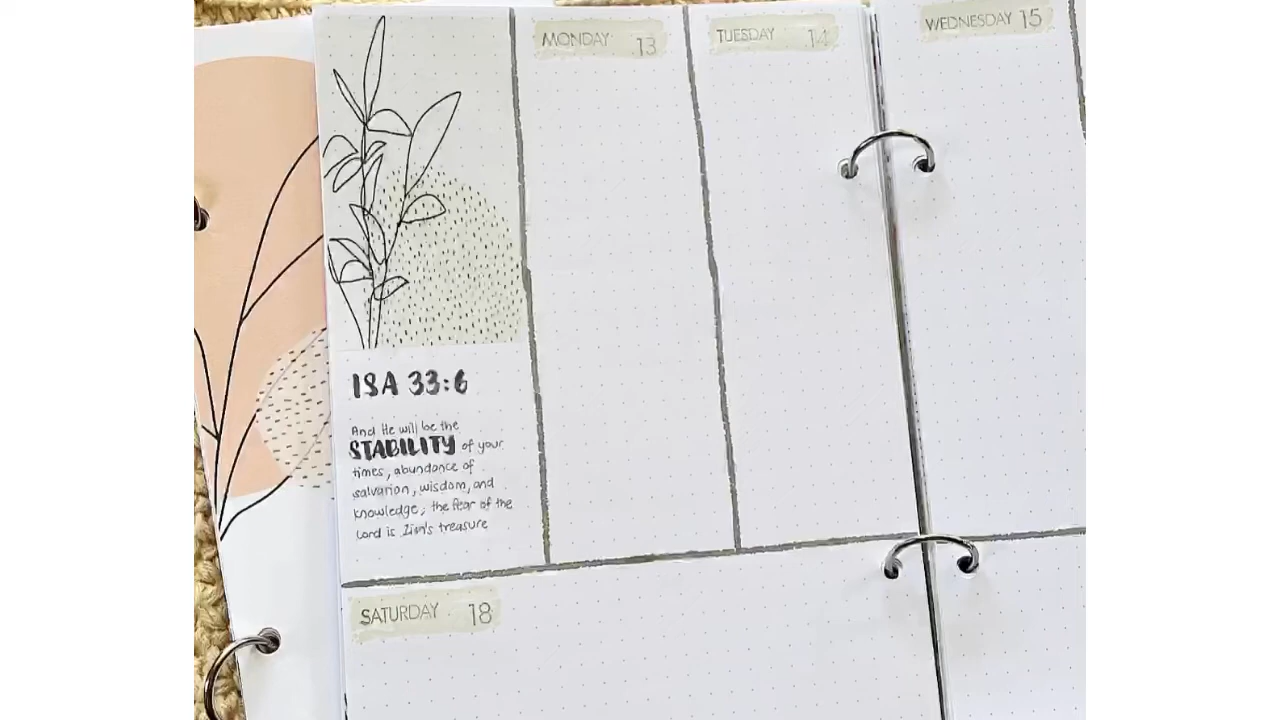 MONDAY 13
TUESDAY 14
WEDNESDAY 15
ISA 33:6
And He will be the
STABILITY of your
times, abundance of
salvation, wisdom, and
knowledge; the fear of the
Lord is Zion's treasure
SATURDAY 18